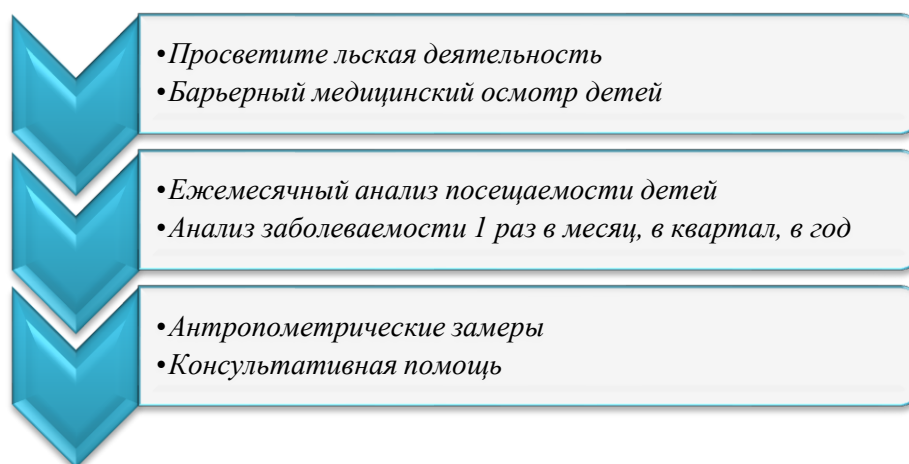 •Просветите льская деятельность
•Барьерный медицинский осмотр детей
•Ежемесячный анализ посещаемости детей
•Анализ заболеваемости 1 раз в месяц, в квартал, в год
•Антропометрические замеры
•Консультативная помощь